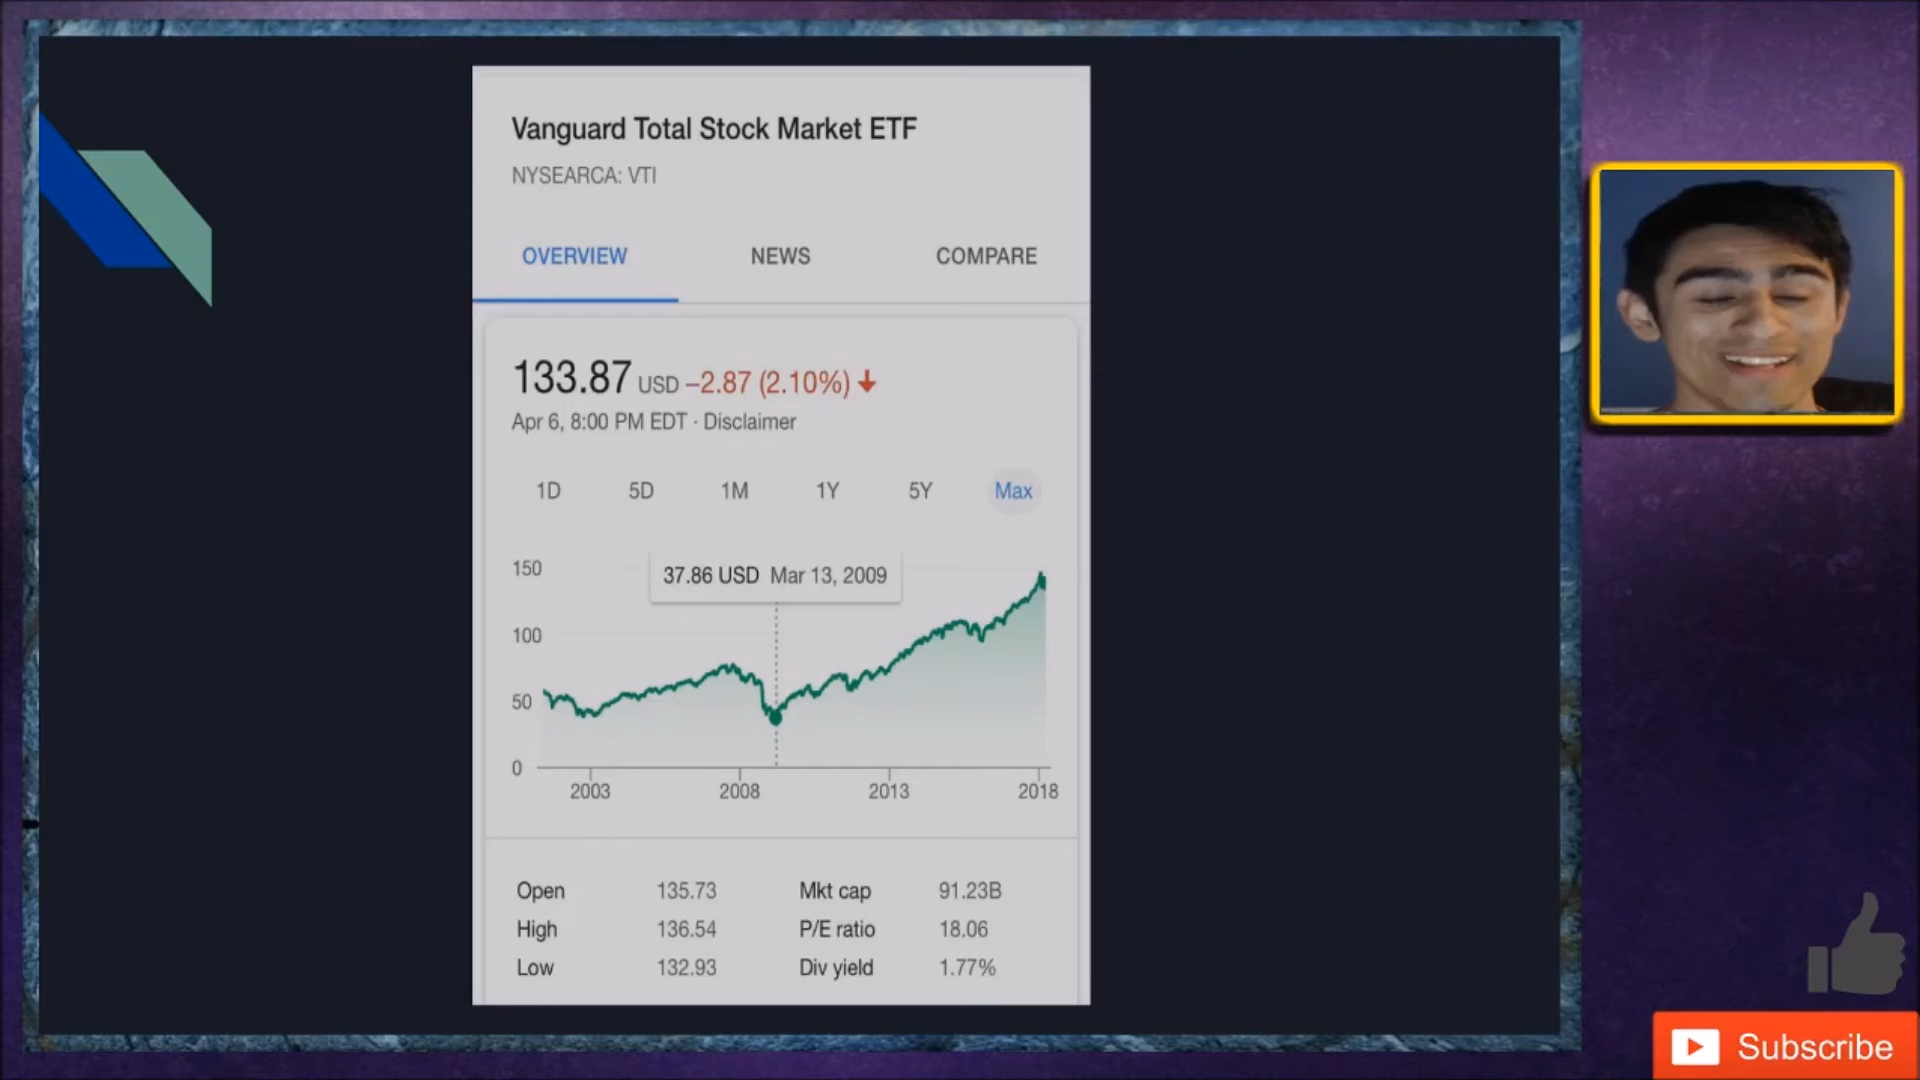 Vanguard Total Stock Market ETF
NYSEARCA: VTI
OVERVIEW NEWS COMPARE
133.87 USD −2.87 (2.10%) ↓
Apr 6, 8:00 PM EDT · Disclaimer
1D 5D 1M 1Y 5Y Max
37.86 USD Mar 13, 2009
150
100
50
0
2003 2008 2013 2018
Open 135.73 Mkt cap 91.23B
High 136.54 P/E ratio 18.06
Low 132.93 Div yield 1.77%
Subscribe